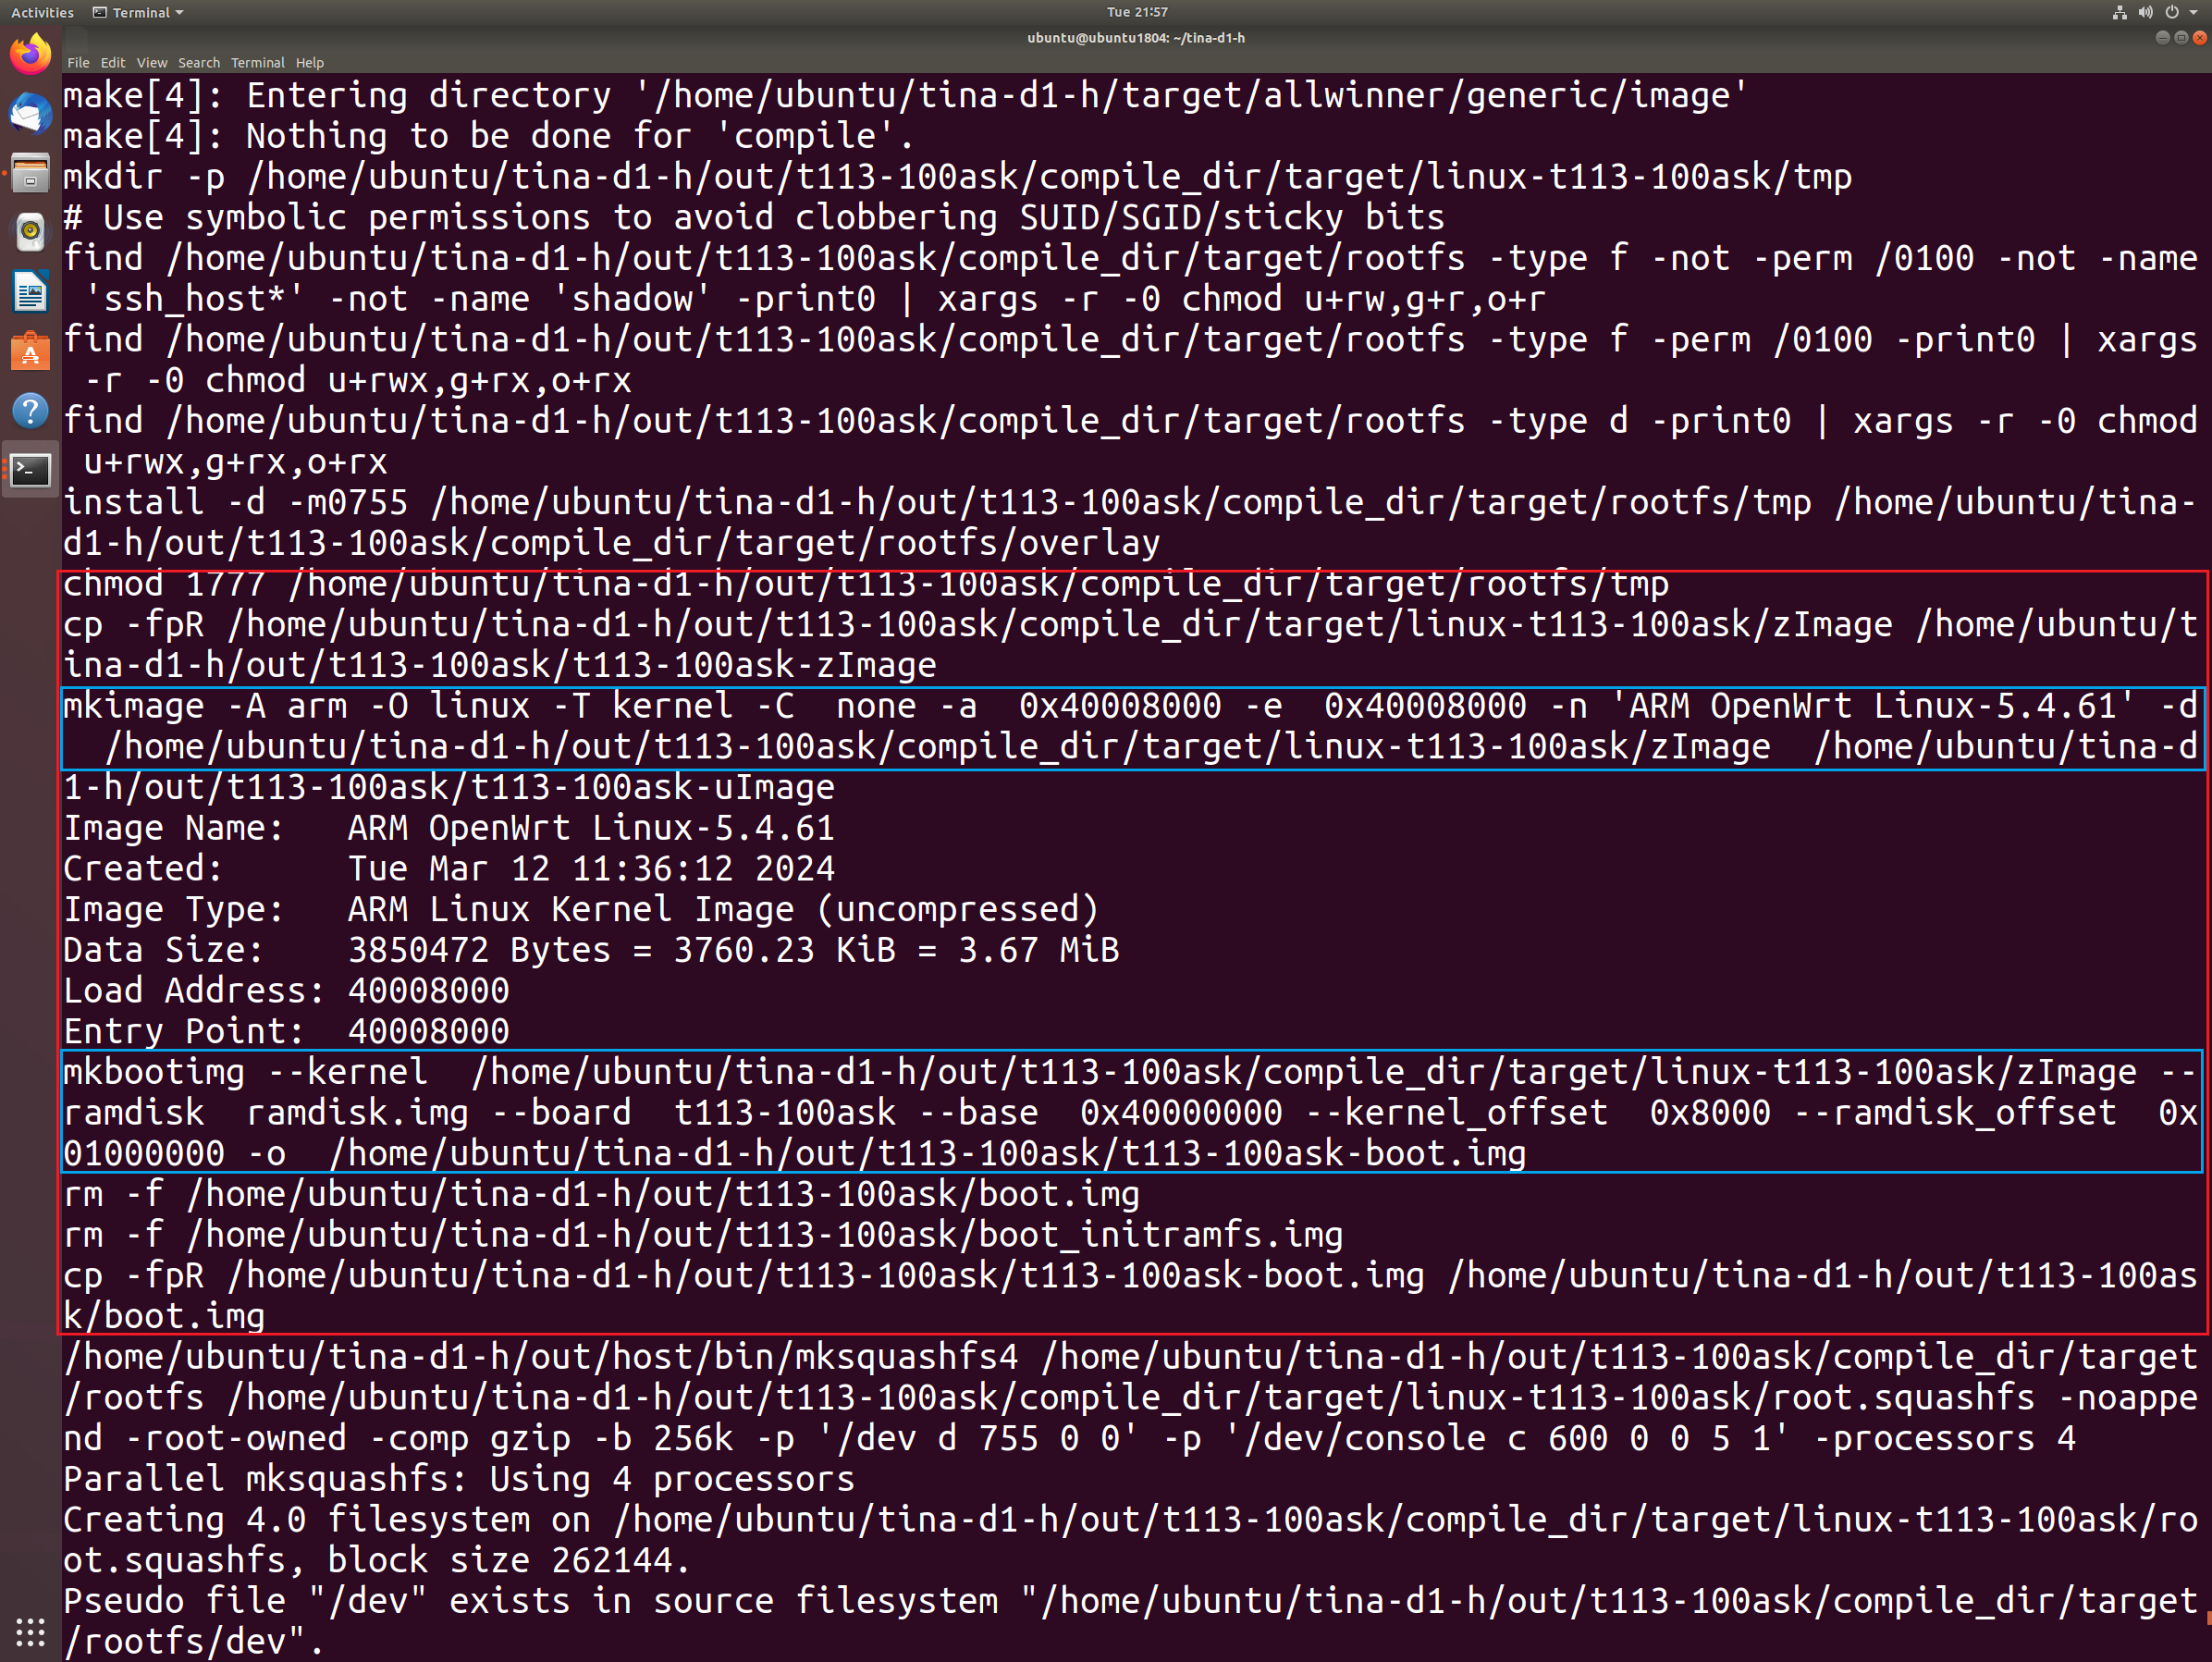 Activities Terminal Tue 21:57
ubuntu@ubuntu1804: ~/tina-d1-h
File Edit View Search Terminal Help
make[4]: Entering directory '/home/ubuntu/tina-d1-h/target/allwinner/generic/image'
make[4]: Nothing to be done for 'compile'.
mkdir -p /home/ubuntu/tina-d1-h/out/t113-100ask/compile_dir/target/linux-t113-100ask/tmp
# Use symbolic permissions to avoid clobbering SUID/SGID/sticky bits
find /home/ubuntu/tina-d1-h/out/t113-100ask/compile_dir/target/rootfs -type f -not -perm /0100 -not -name
 'ssh_host*' -not -name 'shadow' -print0 | xargs -r -0 chmod u+rw,g+r,o+r
find /home/ubuntu/tina-d1-h/out/t113-100ask/compile_dir/target/rootfs -type f -perm /0100 -print0 | xargs
 -r -0 chmod u+rwx,g+rx,o+rx
find /home/ubuntu/tina-d1-h/out/t113-100ask/compile_dir/target/rootfs -type d -print0 | xargs -r -0 chmod
 u+rwx,g+rx,o+rx
install -d -m0755 /home/ubuntu/tina-d1-h/out/t113-100ask/compile_dir/target/rootfs/tmp /home/ubuntu/tina-
d1-h/out/t113-100ask/compile_dir/target/rootfs/overlay
chmod 1777 /home/ubuntu/tina-d1-h/out/t113-100ask/compile_dir/target/rootfs/tmp
cp -fpR /home/ubuntu/tina-d1-h/out/t113-100ask/compile_dir/target/linux-t113-100ask/zImage /home/ubuntu/t
ina-d1-h/out/t113-100ask/t113-100ask-zImage
mkimage -A arm -O linux -T kernel -C  none -a  0x40008000 -e  0x40008000 -n 'ARM OpenWrt Linux-5.4.61' -d
  /home/ubuntu/tina-d1-h/out/t113-100ask/compile_dir/target/linux-t113-100ask/zImage  /home/ubuntu/tina-d
1-h/out/t113-100ask/t113-100ask-uImage
Image Name:   ARM OpenWrt Linux-5.4.61
Created:      Tue Mar 12 11:36:12 2024
Image Type:   ARM Linux Kernel Image (uncompressed)
Data Size:    3850472 Bytes = 3760.23 KiB = 3.67 MiB
Load Address: 40008000
Entry Point:  40008000
mkbootimg --kernel  /home/ubuntu/tina-d1-h/out/t113-100ask/compile_dir/target/linux-t113-100ask/zImage --
ramdisk  ramdisk.img --board  t113-100ask --base  0x40000000 --kernel_offset  0x8000 --ramdisk_offset  0x
01000000 -o  /home/ubuntu/tina-d1-h/out/t113-100ask/t113-100ask-boot.img
rm -f /home/ubuntu/tina-d1-h/out/t113-100ask/boot.img
rm -f /home/ubuntu/tina-d1-h/out/t113-100ask/boot_initramfs.img
cp -fpR /home/ubuntu/tina-d1-h/out/t113-100ask/t113-100ask-boot.img /home/ubuntu/tina-d1-h/out/t113-100as
k/boot.img
/home/ubuntu/tina-d1-h/out/host/bin/mksquashfs4 /home/ubuntu/tina-d1-h/out/t113-100ask/compile_dir/target
/rootfs /home/ubuntu/tina-d1-h/out/t113-100ask/compile_dir/target/linux-t113-100ask/root.squashfs -noappe
nd -root-owned -comp gzip -b 256k -p '/dev d 755 0 0' -p '/dev/console c 600 0 0 5 1' -processors 4
Parallel mksquashfs: Using 4 processors
Creating 4.0 filesystem on /home/ubuntu/tina-d1-h/out/t113-100ask/compile_dir/target/linux-t113-100ask/ro
ot.squashfs, block size 262144.
Pseudo file "/dev" exists in source filesystem "/home/ubuntu/tina-d1-h/out/t113-100ask/compile_dir/target
/rootfs/dev".